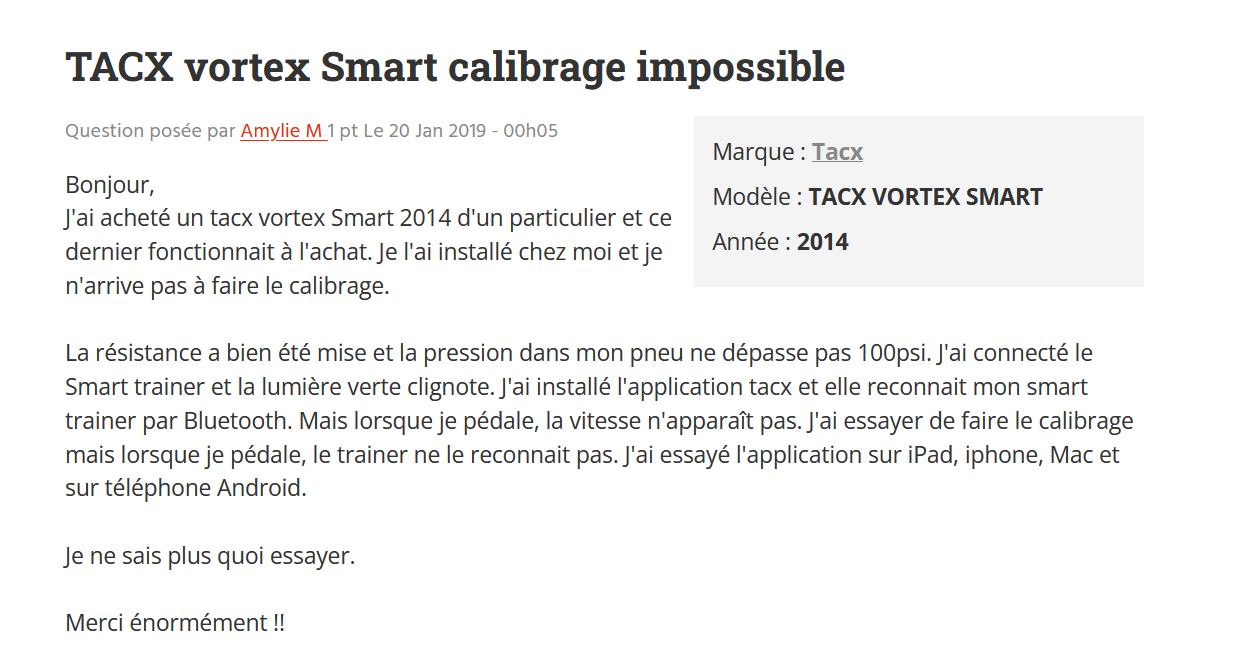 TACX vortex Smart calibrage impossible
Question posée par Amylie M 1 pt Le 20 Jan 2019 - 00h05
Marque : Tacx
Modèle : TACX VORTEX SMART
Année : 2014
Bonjour,
J'ai acheté un tacx vortex Smart 2014 d'un particulier et ce
dernier fonctionnait à l'achat. Je l'ai installé chez moi et je
n'arrive pas à faire le calibrage.
La résistance a bien été mise et la pression dans mon pneu ne dépasse pas 100psi. J'ai connecté le
Smart trainer et la lumière verte clignote. J'ai installé l'application tacx et elle reconnait mon smart
trainer par Bluetooth. Mais lorsque je pédale, la vitesse n'apparaît pas. J'ai essayer de faire le calibrage
mais lorsque je pédale, le trainer ne le reconnait pas. J'ai essayé l'application sur iPad, iphone, Mac et
sur téléphone Android.
Je ne sais plus quoi essayer.
Merci énormément !!